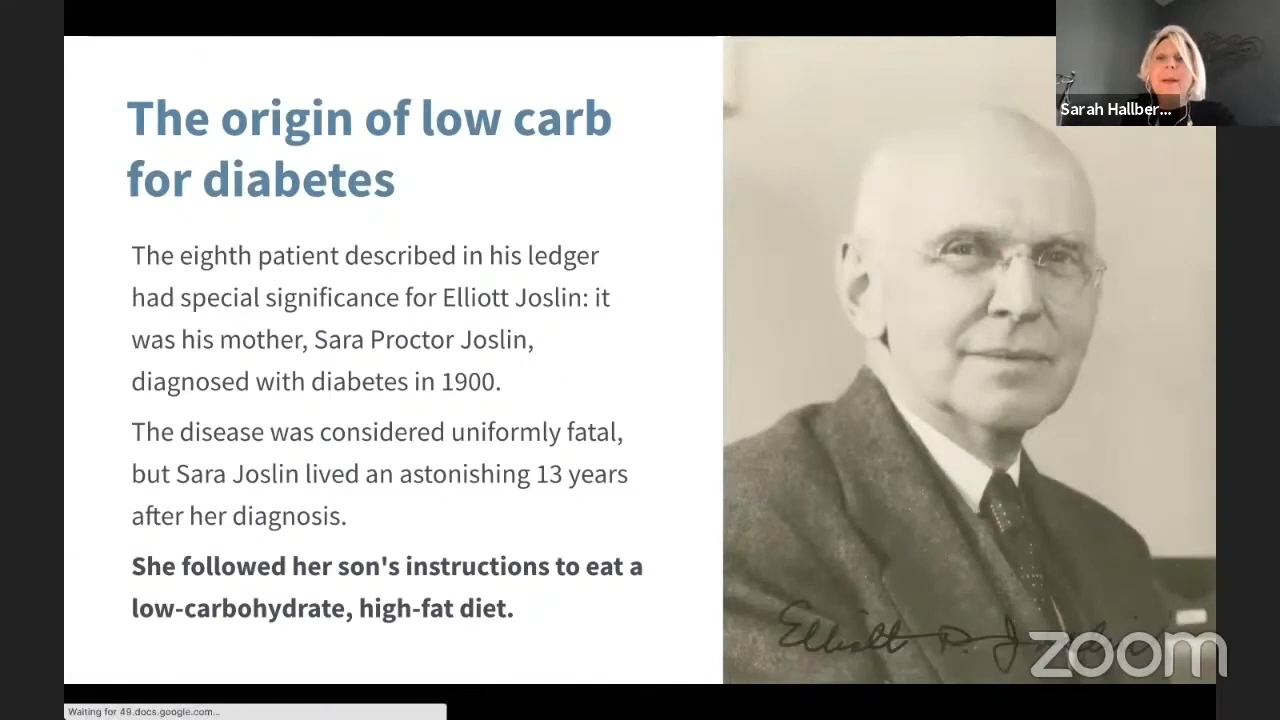 The origin of low carb
for diabetes
The eighth patient described in his ledger
had special significance for Elliott Joslin: it
was his mother, Sara Proctor Joslin,
diagnosed with diabetes in 1900.
The disease was considered uniformly fatal,
but Sara Joslin lived an astonishing 13 years
after her diagnosis.
She followed her son's instructions to eat a
low-carbohydrate, high-fat diet.
Sarah Hallber...
Elliott P. Joslin
zoom
Waiting for 49.docs.google.com...